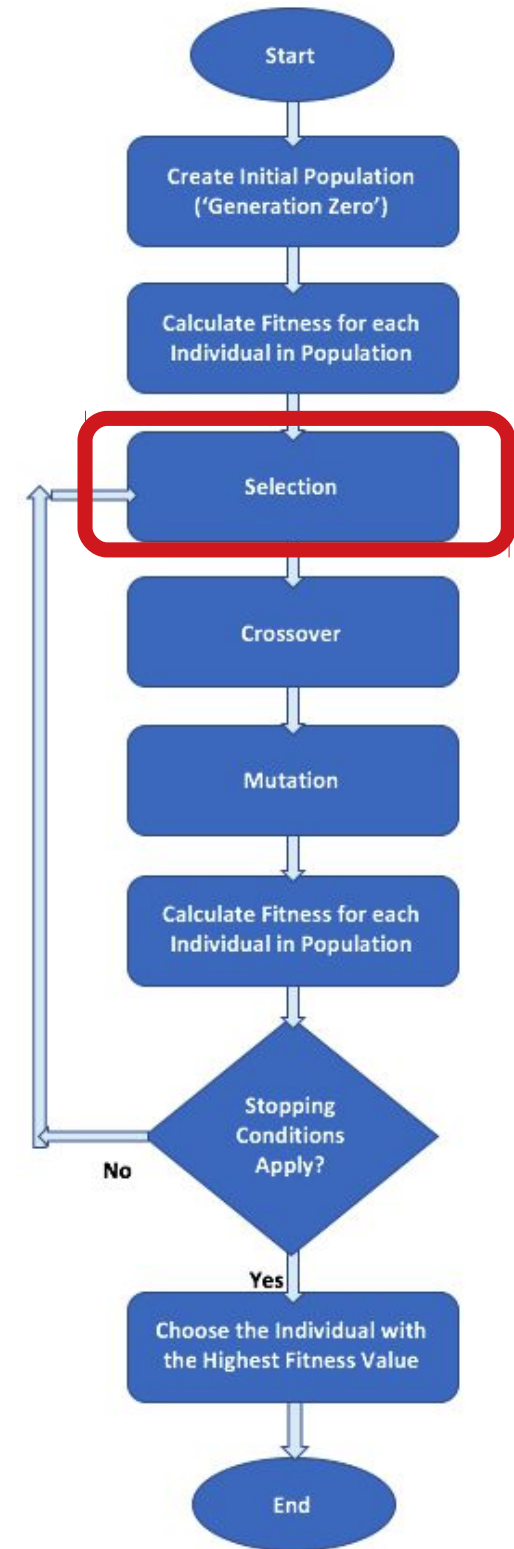 Start
Create Initial Population
(‘Generation Zero’)
Calculate Fitness for each
Individual in Population
Selection
Crossover
Mutation
Calculate Fitness for each
Individual in Population
Stopping
Conditions
Apply?
No
Yes
Choose the Individual with
the Highest Fitness Value
End